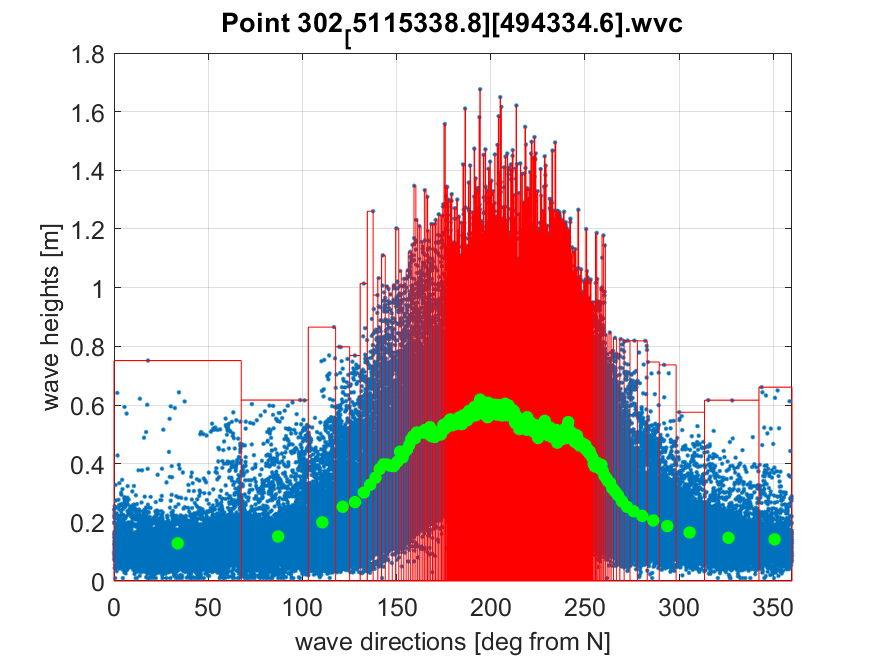 Point 302[5115338.8][494334.6].wvc
1.8
1.6
1.4
1.2
1
0.8
0.6
0.4
0.2
0
wave heights [m]
0 50 100 150 200 250 300 350
wave directions [deg from N]